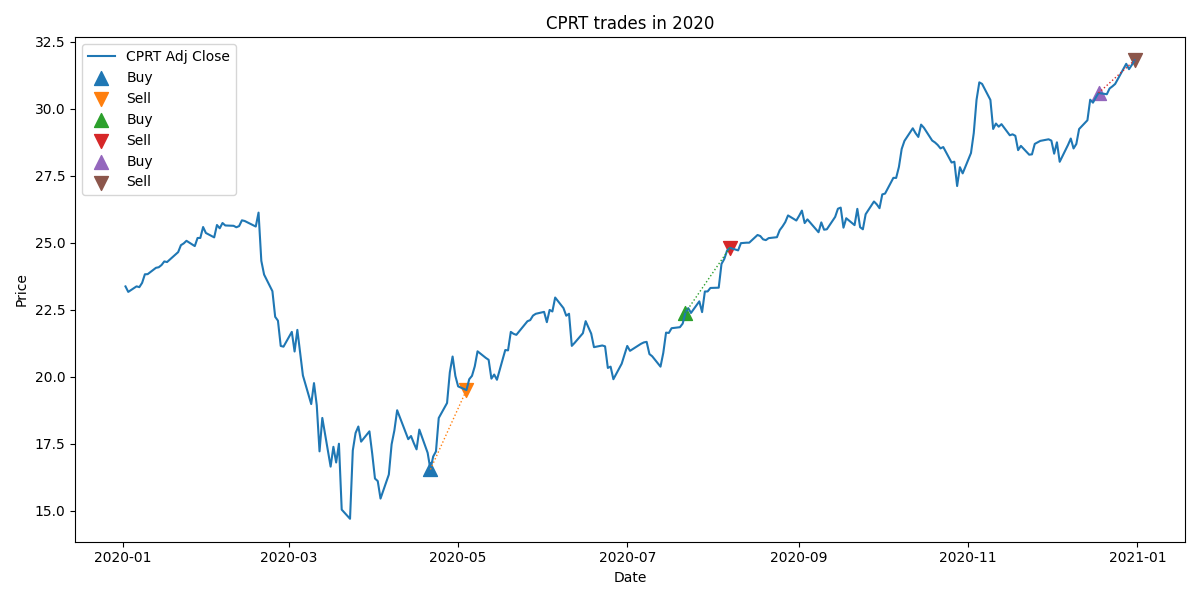 CPRT trades in 2020
CPRT Adj Close
Buy
Sell
Buy
Sell
Buy
Sell
32.5
30.0
27.5
25.0
22.5
20.0
17.5
15.0
Price
2020-01
2020-03
2020-05
2020-07
2020-09
2020-11
2021-01
Date